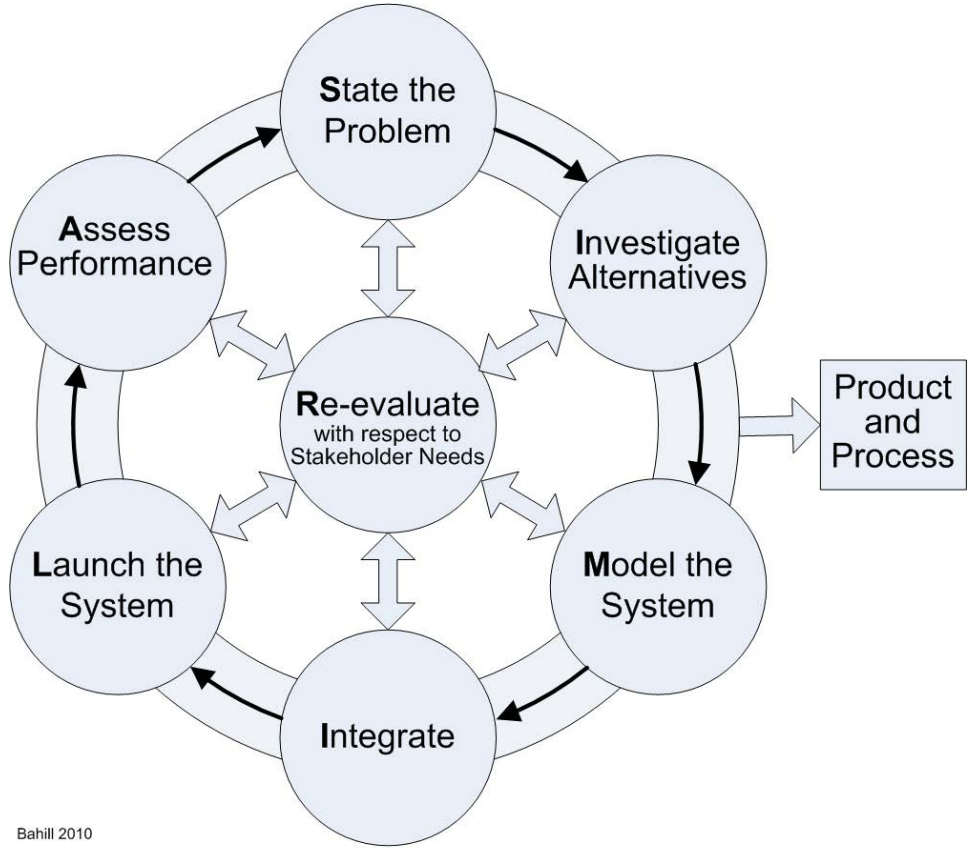 State the
Problem
Investigate
Alternatives
Model the
System
Integrate
Launch the
System
Assess
Performance
Re-evaluate
with respect to
Stakeholder Needs
Product
and
Process
Bahill 2010